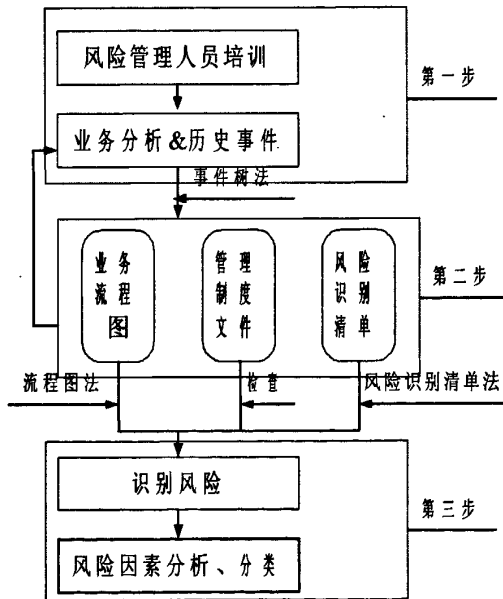 风险管理人员培训
第一步
业务分析&历史事件
事件树法
业务
流程
图
管理
制度
文件
风险
识别
清单
第二步
流程图法
检查
风险识别清单法
识别风险
第三步
风险因素分析、分类